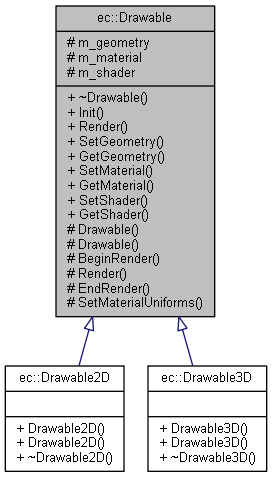 ec::Drawable
# m_geometry
# m_material
# m_shader
+ ~Drawable()
+ Init()
+ Render()
+ SetGeometry()
+ GetGeometry()
+ SetMaterial()
+ GetMaterial()
+ SetShader()
+ GetShader()
# Drawable()
# Drawable()
# BeginRender()
# Render()
# EndRender()
# SetMaterialUniforms()
ec::Drawable2D
+ Drawable2D()
+ Drawable2D()
+ ~Drawable2D()
ec::Drawable3D
+ Drawable3D()
+ Drawable3D()
+ ~Drawable3D()